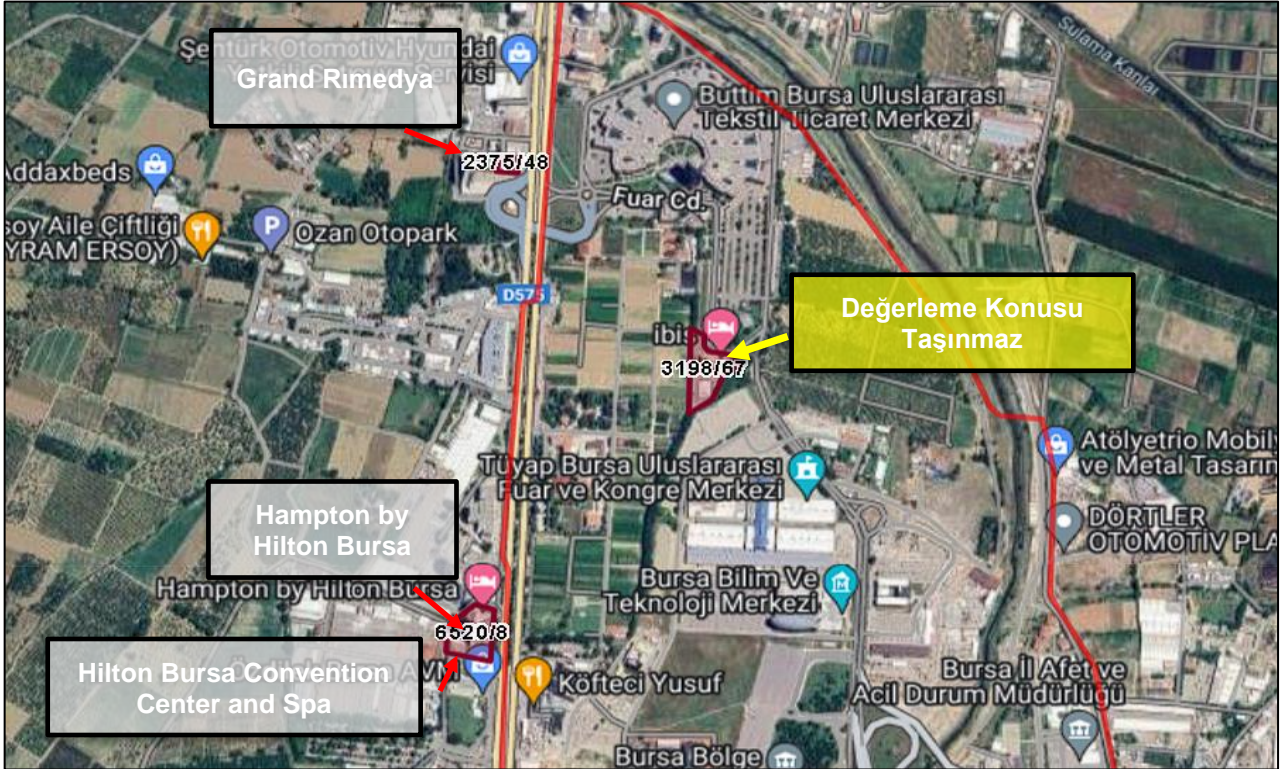 Şentürk Otomotiv Hyundai
Grand Rımedya
2375/48
Buttim Bursa Uluslararası
Tekstil Ticaret Merkezi
Sulama Kanalı
Addaxbeds
Fuar Cd.
soy Aile Çiftliği
YRAM ERSOY)
Ozan Otopark
D575
Değerleme Konusu
Taşınmaz
ibis
3198/67
Tüyap Bursa Uluslararası
Fuar ve Kongre Merkezi
Atölyetrio Mobil
ve Metal Tasarın
DÖRTLER
OTOMOTİV PLA
Hampton by
Hilton Bursa
Hampton by Hilton Bursa
6520/8
Bursa Bilim Ve
Teknoloji Merkezi
Hilton Bursa Convention
Center and Spa
Köfteci Yusuf
Bursa İl Afet ve
Acil Durum Müdürlüğü
Bursa Bölge